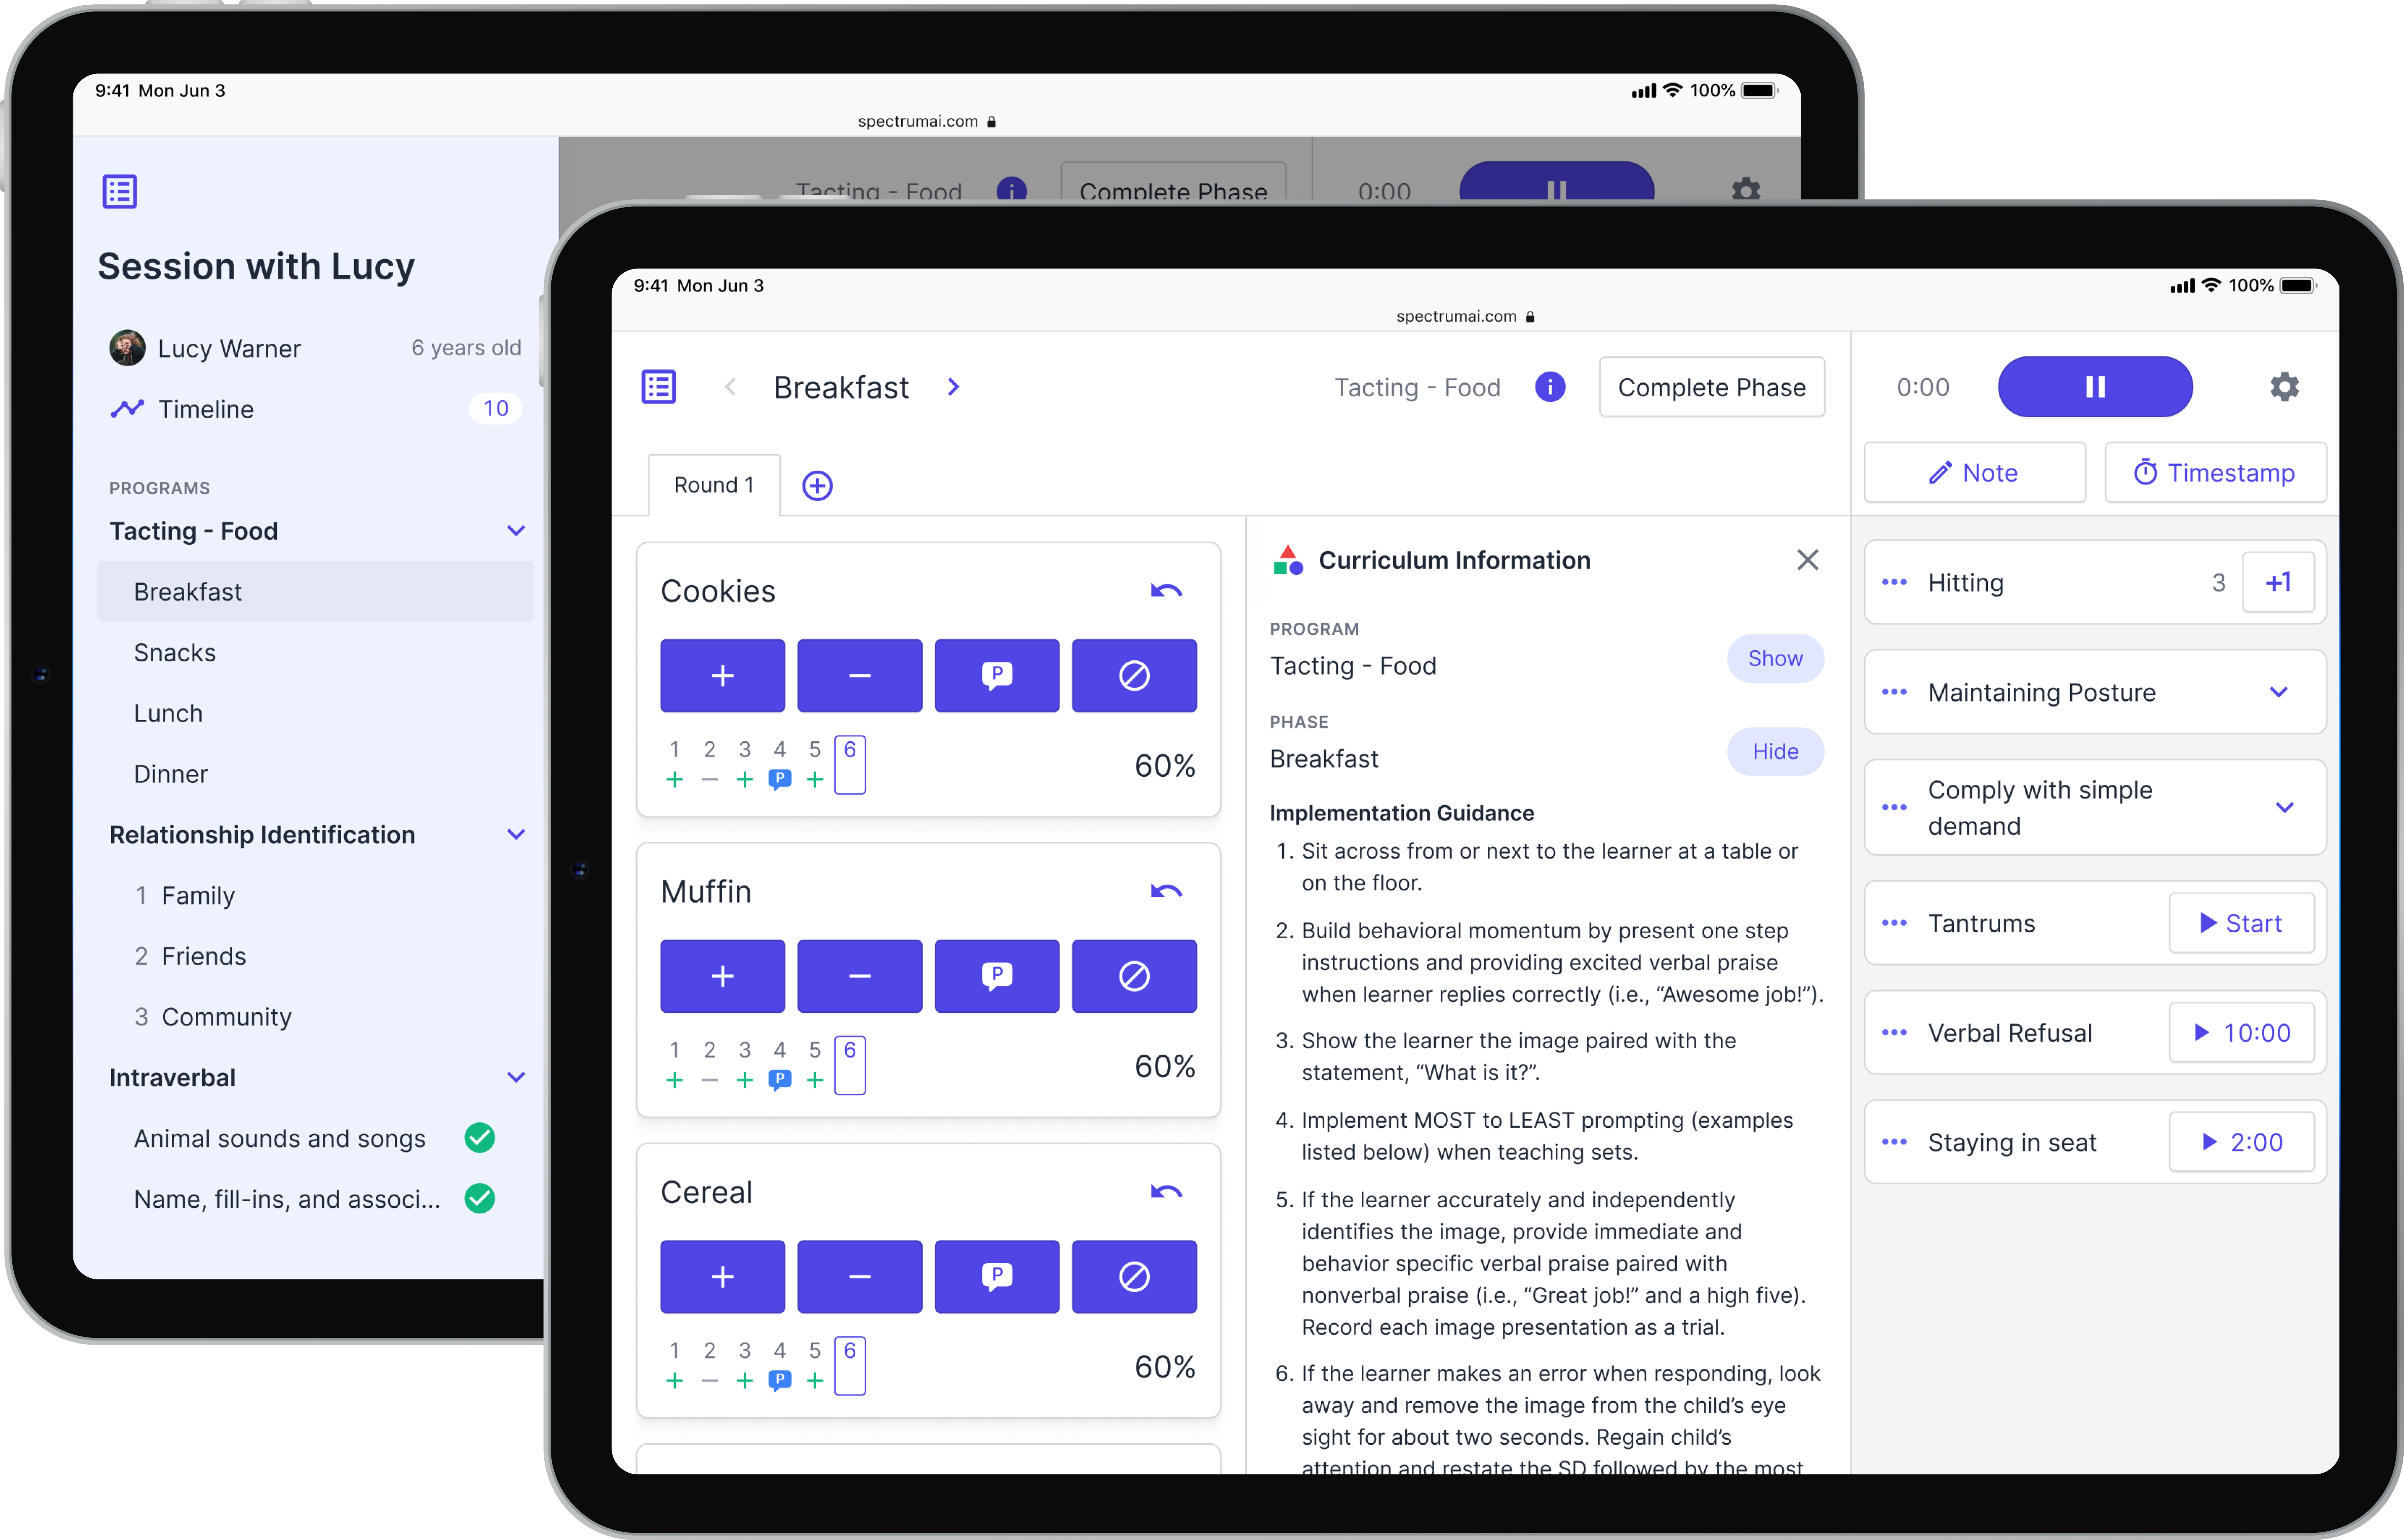 9:41 Mon Jun 3
100%
spectrumai.com
Session with Lucy
Lucy Warner 6 years old
Timeline 10
PROGRAMS
Tacting - Food
Breakfast
Snacks
Lunch
Dinner
Relationship Identification
1 Family
2 Friends
3 Community
Intraverbal
Animal sounds and songs
Name, fill-ins, and associ...
Tacting - Food i Complete Phase 0:00
9:41 Mon Jun 3
100%
spectrumai.com
Breakfast
Tacting - Food i Complete Phase
0:00
Round 1
Note
Timestamp
Cookies
+ − P
1 2 3 4 5 6
+ − + P +
60%
Muffin
+ − P
1 2 3 4 5 6
+ − + P +
60%
Cereal
+ − P
1 2 3 4 5 6
+ − + P +
60%
Curriculum Information
PROGRAM
Tacting - Food
Show
PHASE
Breakfast
Hide
Implementation Guidance
1. Sit across from or next to the learner at a table or
on the floor.
2. Build behavioral momentum by present one step
instructions and providing excited verbal praise
when learner replies correctly (i.e., “Awesome job!”).
3. Show the learner the image paired with the
statement, “What is it?”.
4. Implement MOST to LEAST prompting (examples
listed below) when teaching sets.
5. If the learner accurately and independently
identifies the image, provide immediate and
behavior specific verbal praise paired with
nonverbal praise (i.e., “Great job!” and a high five).
Record each image presentation as a trial.
6. If the learner makes an error when responding, look
away and remove the image from the child’s eye
sight for about two seconds. Regain child’s
attention and restate the SD followed by the most
Hitting 3 +1
Maintaining Posture
Comply with simple
demand
Tantrums Start
Verbal Refusal 10:00
Staying in seat 2:00